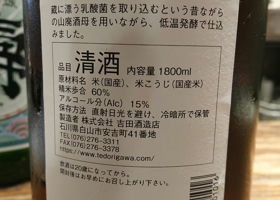 蔵に漂う乳酸菌を取り込むという昔なが
らの山廃酒母を用いながら、低温発酵で仕
込みました。
品目 清酒 内容量 1800ml
原材料名 米(国産)、米こうじ(国産米)
精米歩合 60%
アルコール分(Alc) 15%
保存方法 直射日光を避け、冷暗所で保管
製造者 株式会社 吉田酒造店
石川県白山市安吉町41番地
TEL(076)276-3311
FAX(076)276-3378
https://www.tedorigawa.com/
飲酒は20歳になってから。
開封後はお早めにお召し上がり下さい。